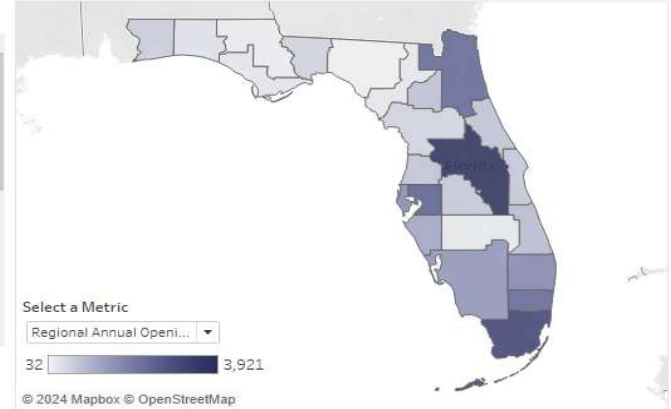 Florida
Select a Metric
Regional Annual Openi...
32 3,921
© 2024 Mapbox © OpenStreetMap